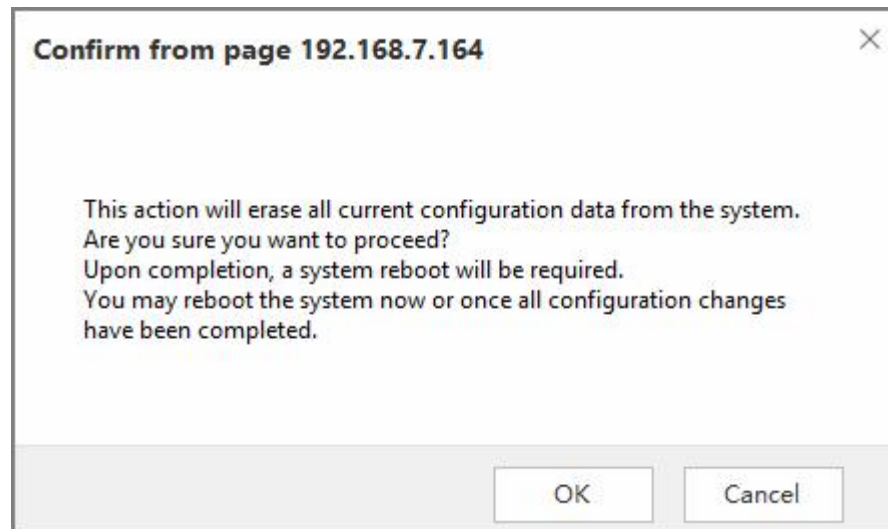 Confirm from page 192.168.7.164
This action will erase all current configuration data from the system.
Are you sure you want to proceed?
Upon completion, a system reboot will be required.
You may reboot the system now or once all configuration changes
have been completed.
OK Cancel